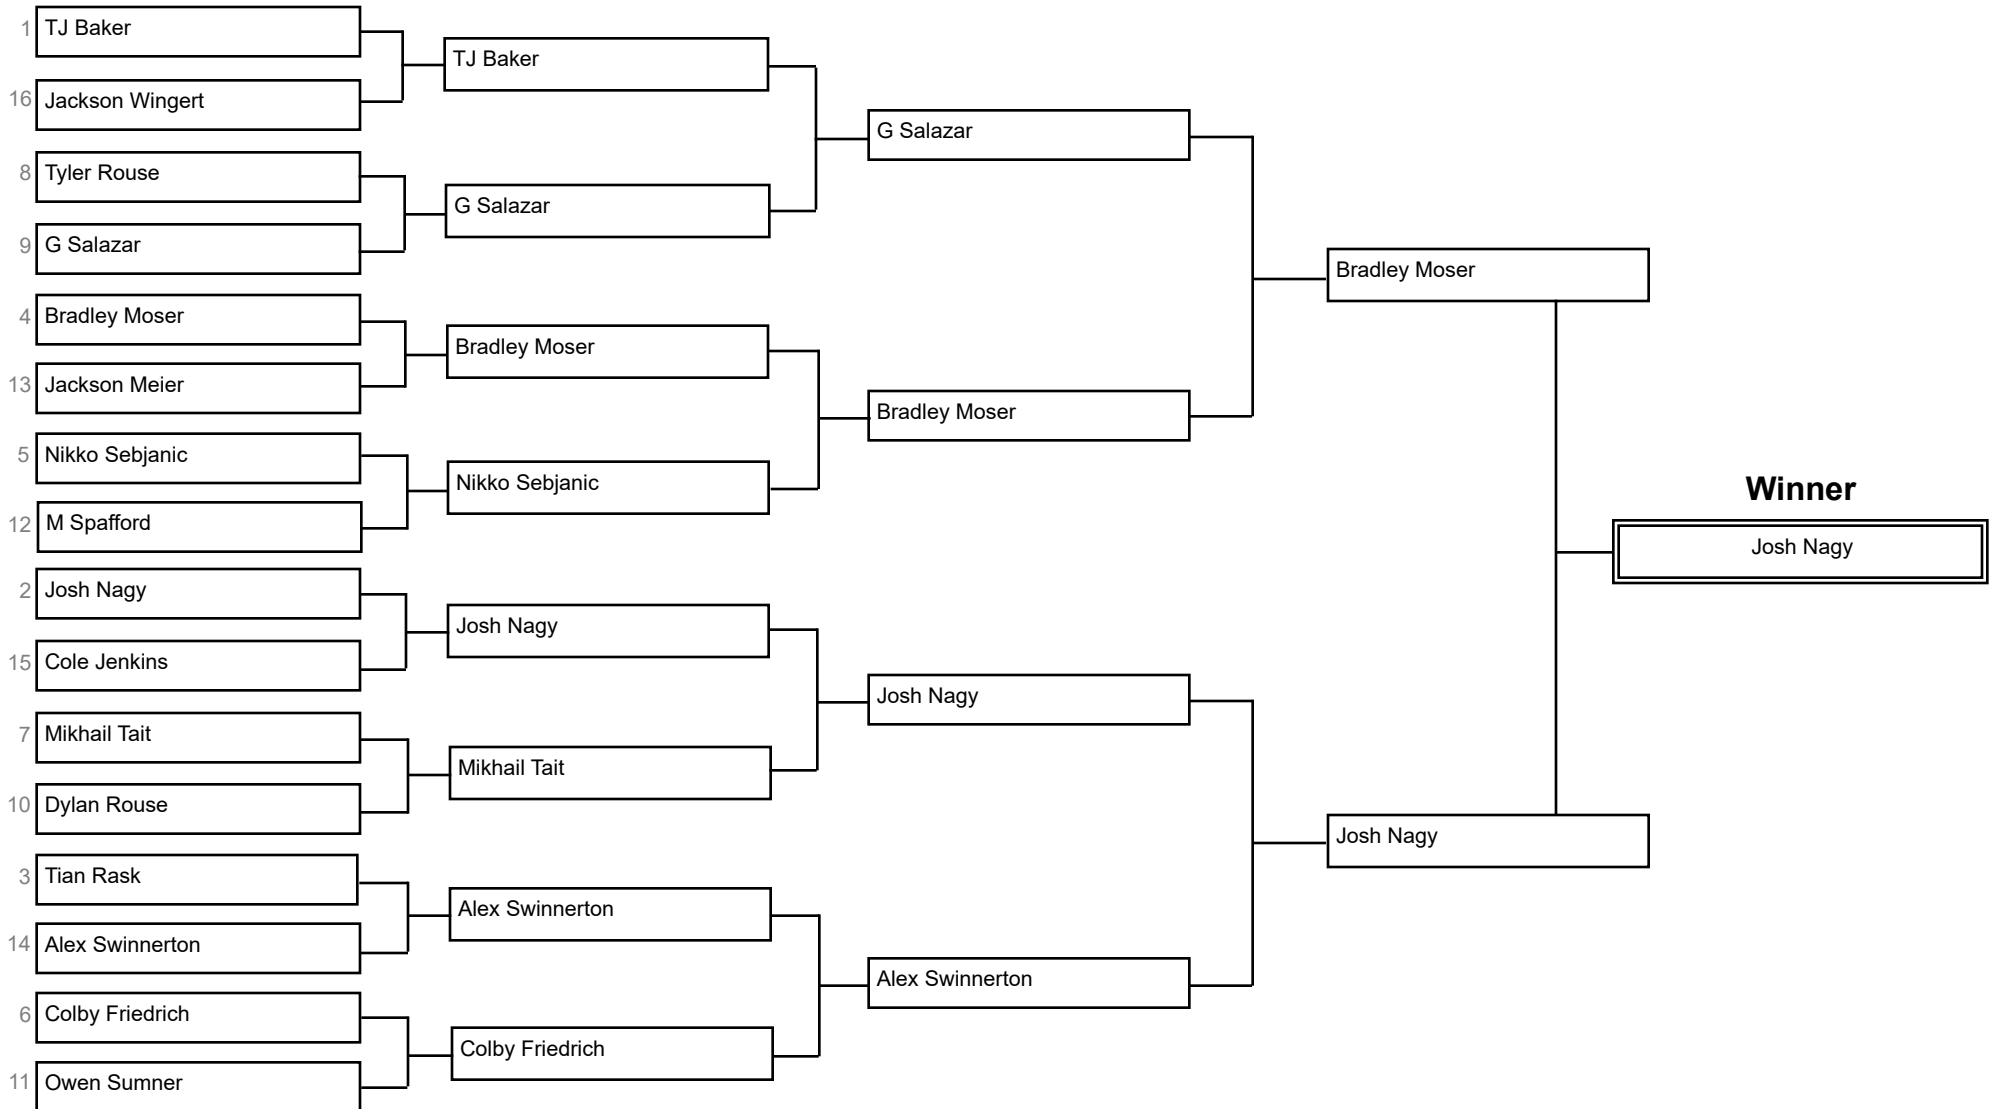 1 TJ Baker
16 Jackson Wingert
8 Tyler Rouse
9 G Salazar
4 Bradley Moser
13 Jackson Meier
5 Nikko Sebjanic
12 M Spafford
2 Josh Nagy
15 Cole Jenkins
7 Mikhail Tait
10 Dylan Rouse
3 Tian Rask
14 Alex Swinnerton
6 Colby Friedrich
11 Owen Sumner
TJ Baker
G Salazar
Bradley Moser
Nikko Sebjanic
Josh Nagy
Mikhail Tait
Alex Swinnerton
Colby Friedrich
G Salazar
Bradley Moser
Josh Nagy
Alex Swinnerton
Bradley Moser
Josh Nagy
Winner
Josh Nagy